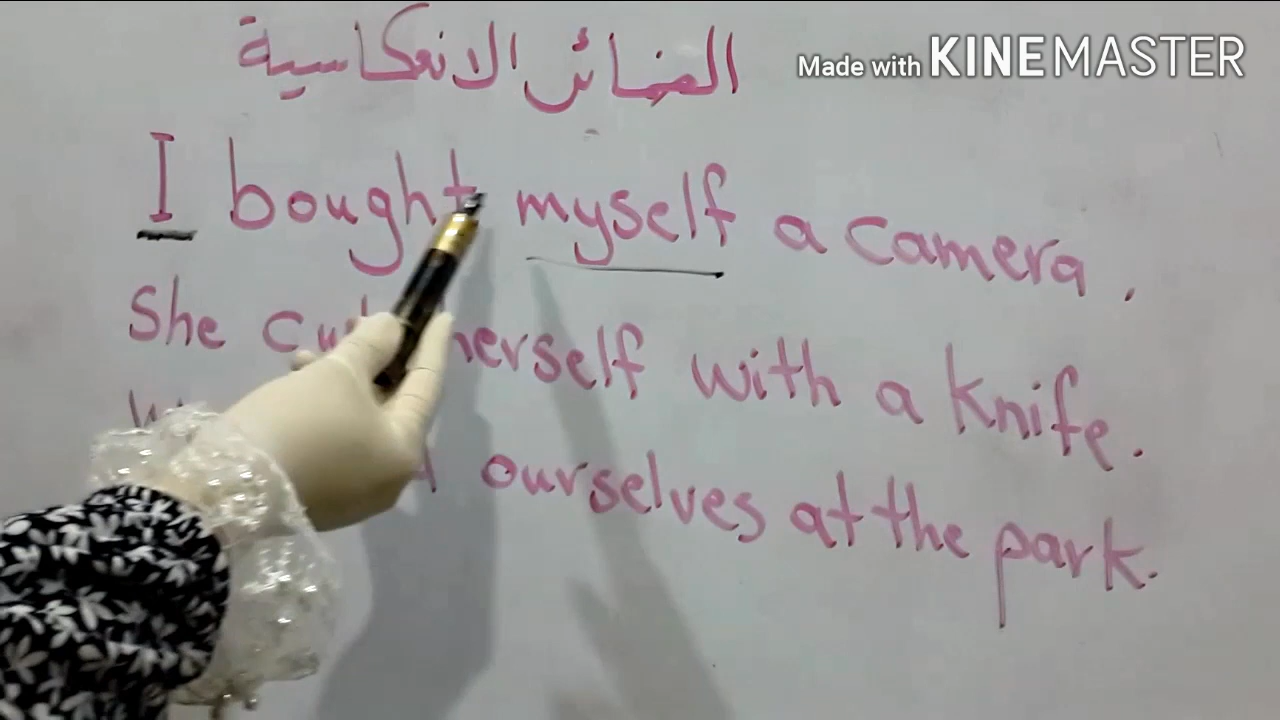 Made with KINEMASTER
الضمائر الانعكاسية
I bought myself a camera.
She cut herself with a knife.
ourselves at the park.